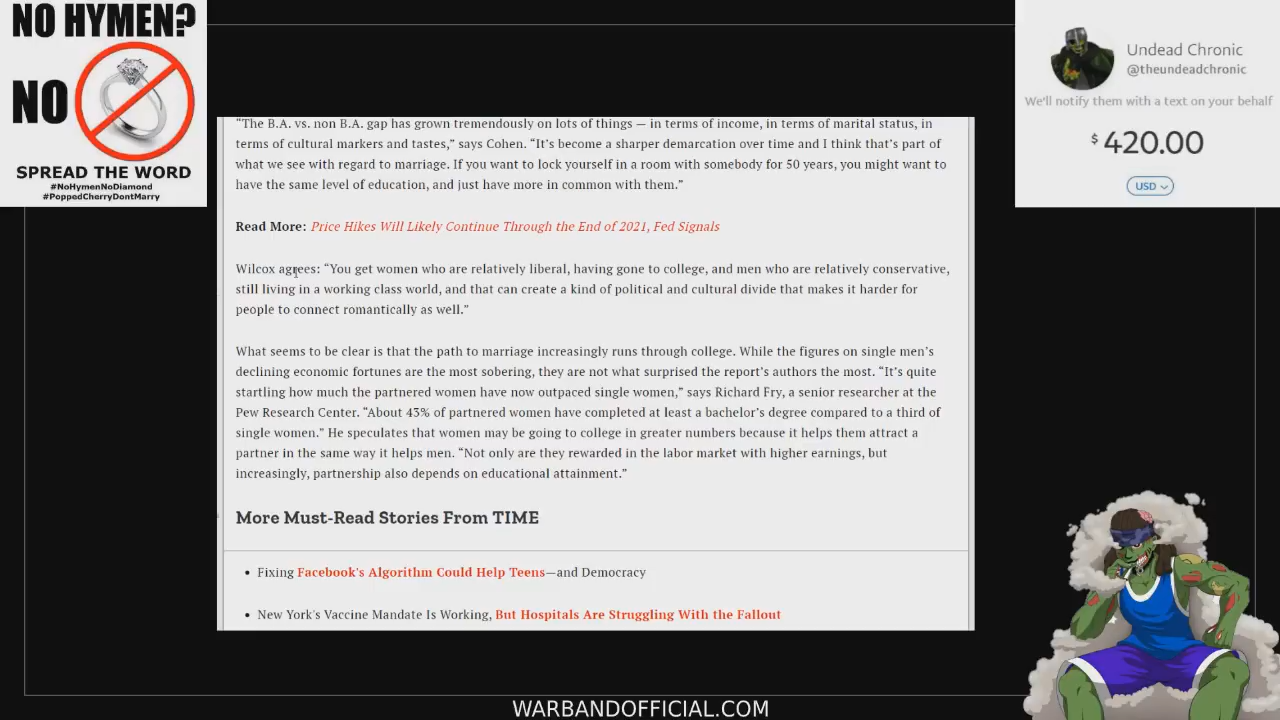 NO HYMEN?
NO
SPREAD THE WORD
#NoHymenNoDiamond
#PoppedCherryDontMarry
Undead Chronic
@theundeadchronic
We'll notify them with a text on your behalf
$ 420.00
USD
“The B.A. vs. non B.A. gap has grown tremendously on lots of things — in terms of income, in terms of marital status, in
terms of cultural markers and tastes,” says Cohen. “It’s become a sharper demarcation over time and I think that’s part of
what we see with regard to marriage. If you want to lock yourself in a room with somebody for 50 years, you might want to
have the same level of education, and just have more in common with them.”
Read More: Price Hikes Will Likely Continue Through the End of 2021, Fed Signals
Wilcox agrees: “You get women who are relatively liberal, having gone to college, and men who are relatively conservative,
still living in a working class world, and that can create a kind of political and cultural divide that makes it harder for
people to connect romantically as well.”
What seems to be clear is that the path to marriage increasingly runs through college. While the figures on single men’s
declining economic fortunes are the most sobering, they are not what surprised the report’s authors the most. “It’s quite
startling how much the partnered women have now outpaced single women,” says Richard Fry, a senior researcher at the
Pew Research Center. “About 43% of partnered women have completed at least a bachelor’s degree compared to a third of
single women.” He speculates that women may be going to college in greater numbers because it helps them attract a
partner in the same way it helps men. “Not only are they rewarded in the labor market with higher earnings, but
increasingly, partnership also depends on educational attainment.”
More Must-Read Stories From TIME
• Fixing Facebook's Algorithm Could Help Teens—and Democracy
• New York's Vaccine Mandate Is Working, But Hospitals Are Struggling With the Fallout
WARBANDOFFICIAL.COM